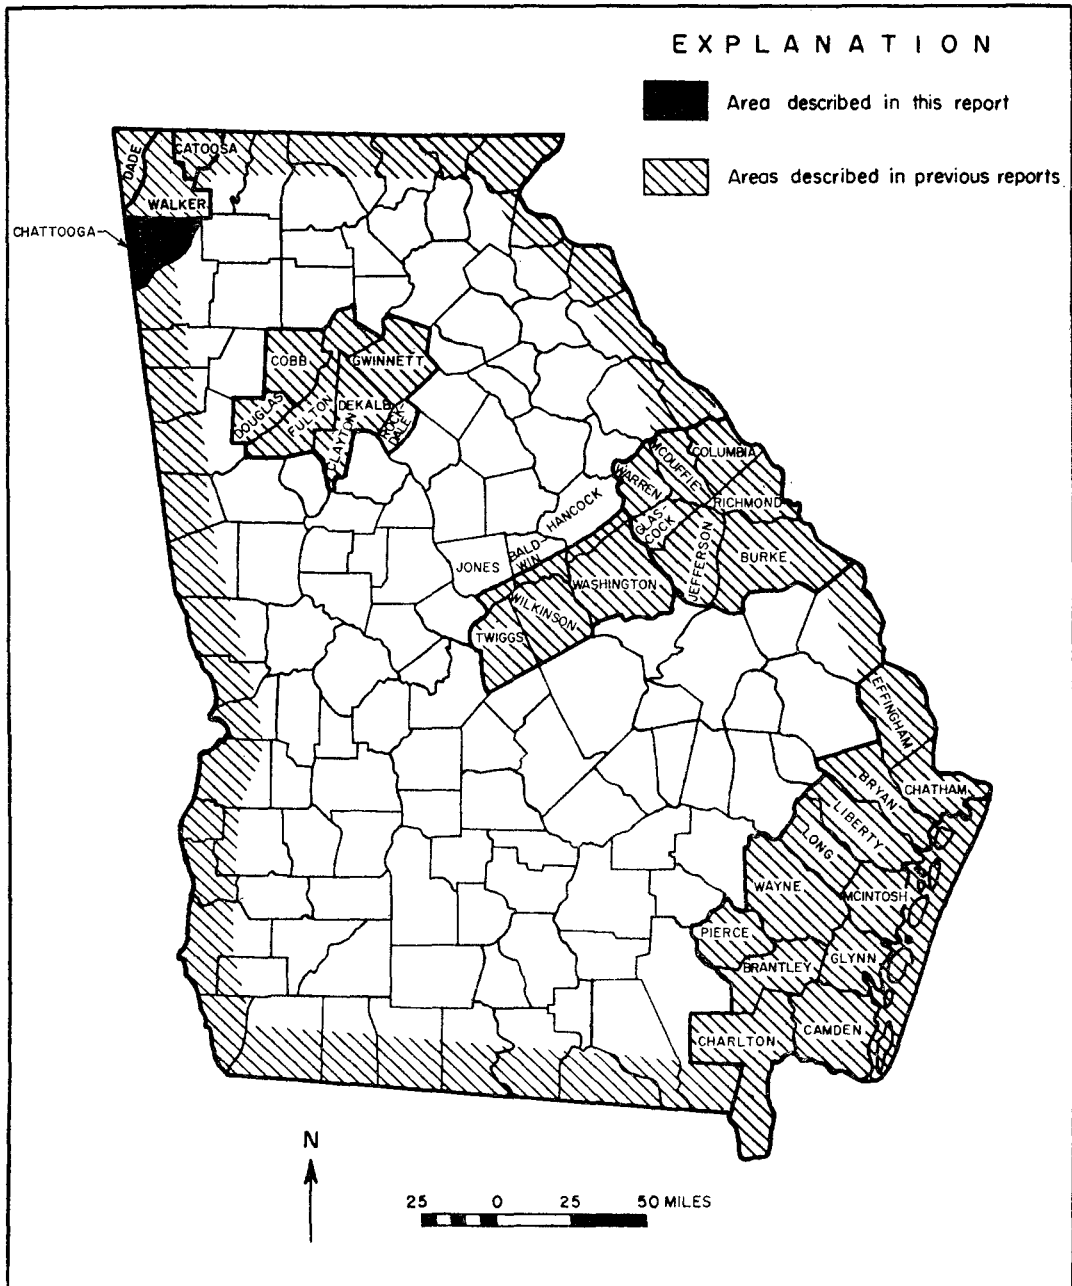 EXPLANATION
Area described in this report
Areas described in previous reports
DADE
CATOOSA
WALKER
CHATTOOGA
COBB
GWINNETT
DOUGLAS
FULTON
DEKALB
ROCK-
DALE
CLAYTON
COLUMBIA
MCDUFFIE
WARREN
RICHMOND
HANCOCK
GLAS-
COCK
BALD-
WIN
JONES
JEFFERSON
BURKE
WASHINGTON
WILKINSON
TWIGGS
EFFINGHAM
BRYAN
CHATHAM
LIBERTY
LONG
WAYNE
MCINTOSH
PIERCE
BRANTLEY
GLYNN
CHARLTON
CAMDEN
N
25 0 25 50 MILES